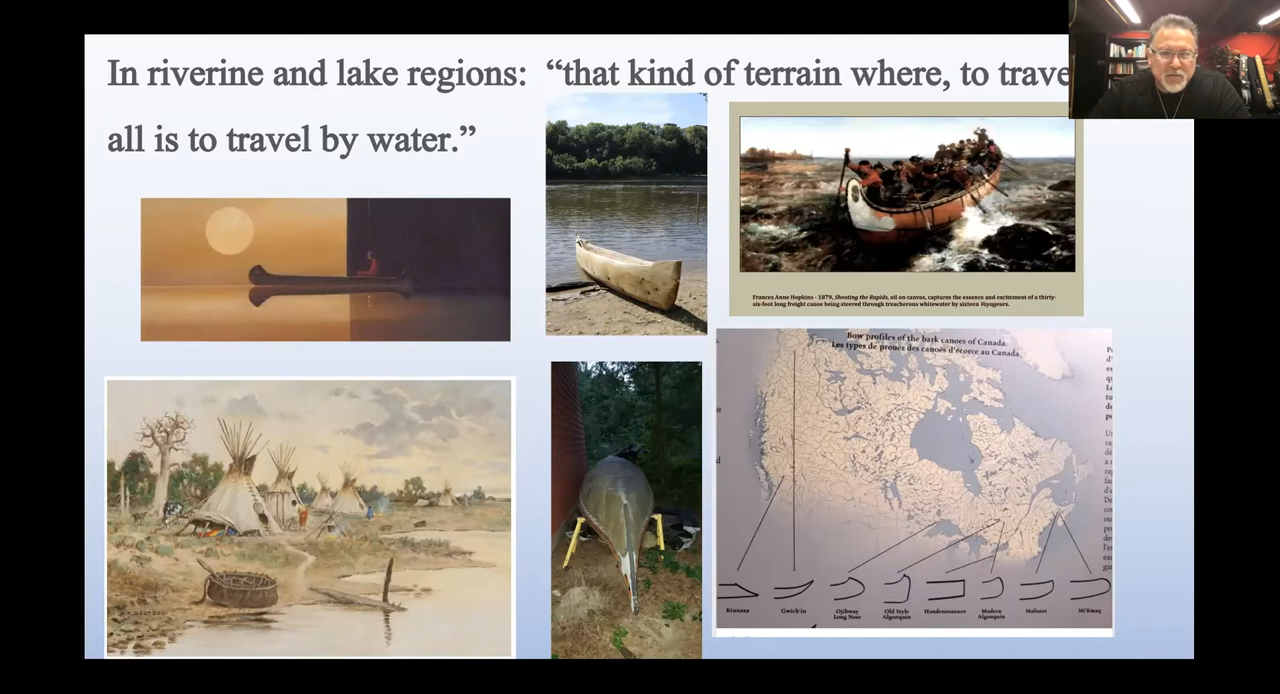 In riverine and lake regions: “that kind of terrain where, to trave
all is to travel by water.”
Frances Anne Hopkins - 1879, Shooting the Rapids, oil on canvas, captures the essence and excitement of a thirty-
six-foot long freight canoe being steered through treacherous whitewater by sixteen Voyageurs.
Bow profiles of the bark canoes of Canada.
Les types de proues des canoës d'écorce au Canada.
Ktunaxa
Gwich'in
Ojibway
Long Nose
Old Style
Algonquin
Haudenosaunee
Modern
Algonquin
Maliseet
Mi'Kmaq